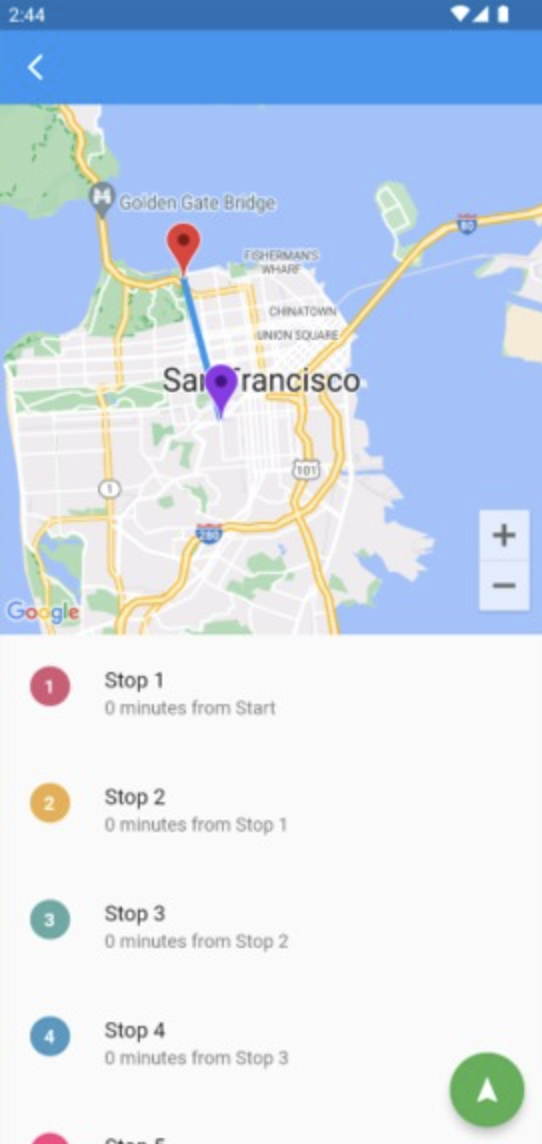 2:44
Golden Gate Bridge
FISHERMAN'S
WHARF
80
CHINATOWN
UNION SQUARE
San Francisco
101
1
280
Google
+
−
1
Stop 1
0 minutes from Start
2
Stop 2
0 minutes from Stop 1
3
Stop 3
0 minutes from Stop 2
4
Stop 4
0 minutes from Stop 3
Stop 5